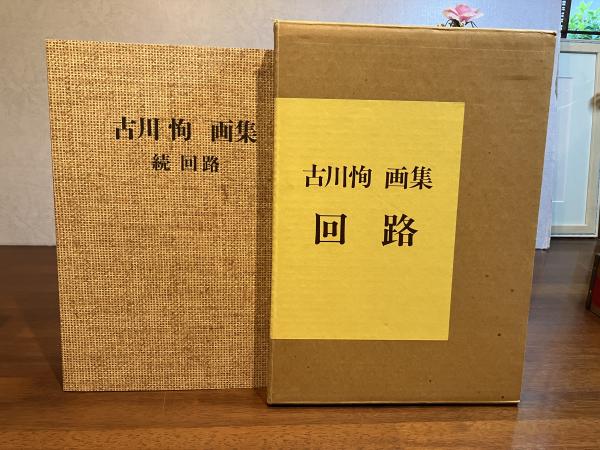 古川恂 画集
続 回路
古川恂 画集
回路